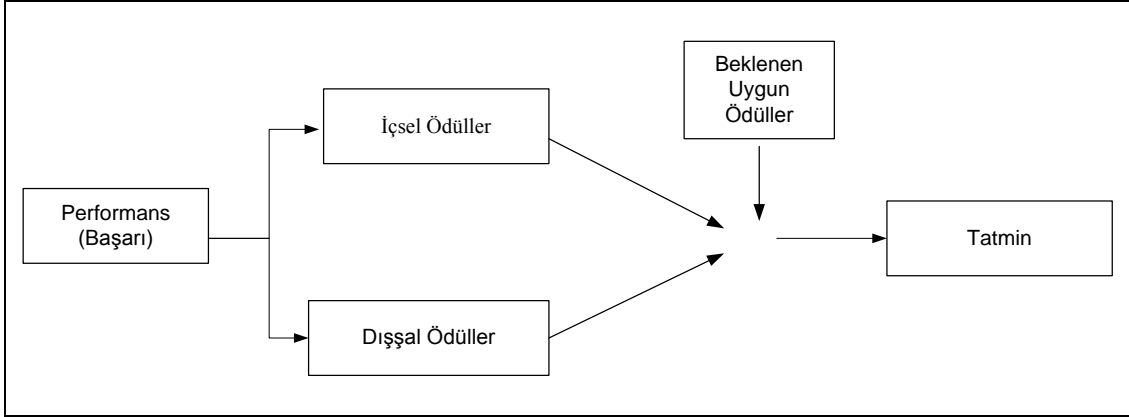 Beklenen
Uygun
Ödüller
İçsel Ödüller
Performans
(Başarı)
Tatmin
Dışşal Ödüller